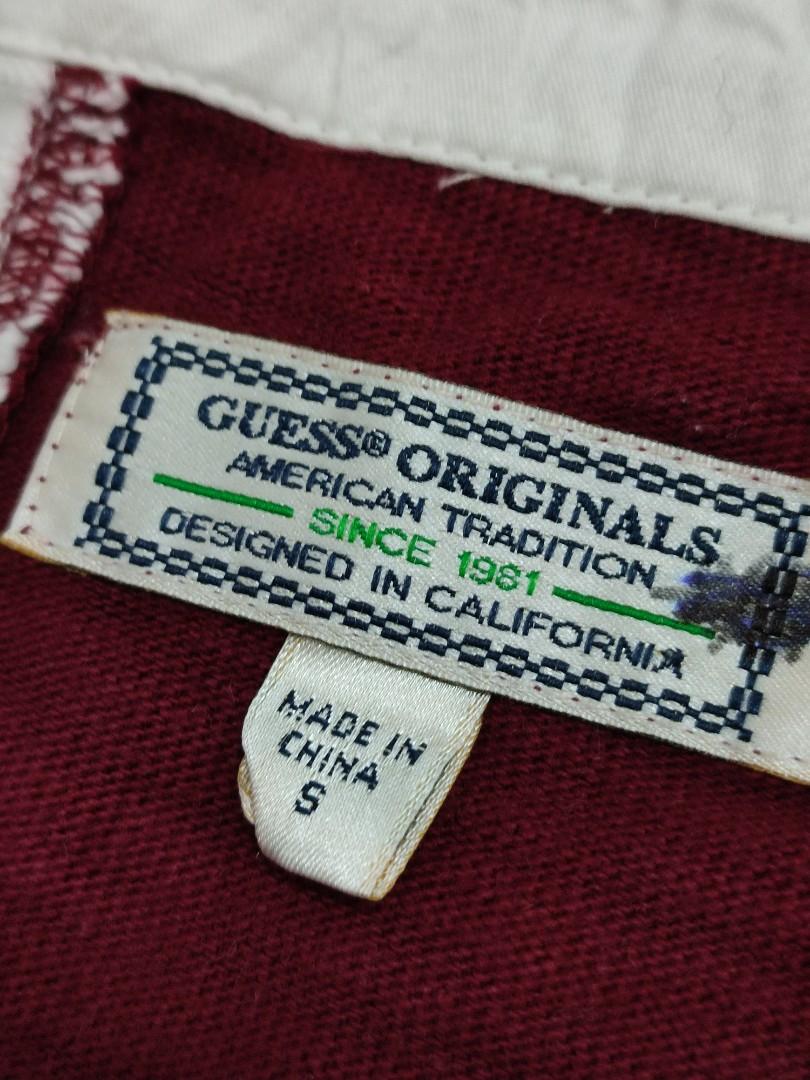 GUESS® ORIGINALS
AMERICAN TRADITION
SINCE 1981
DESIGNED IN CALIFORNIA
MADE IN
CHINA
S